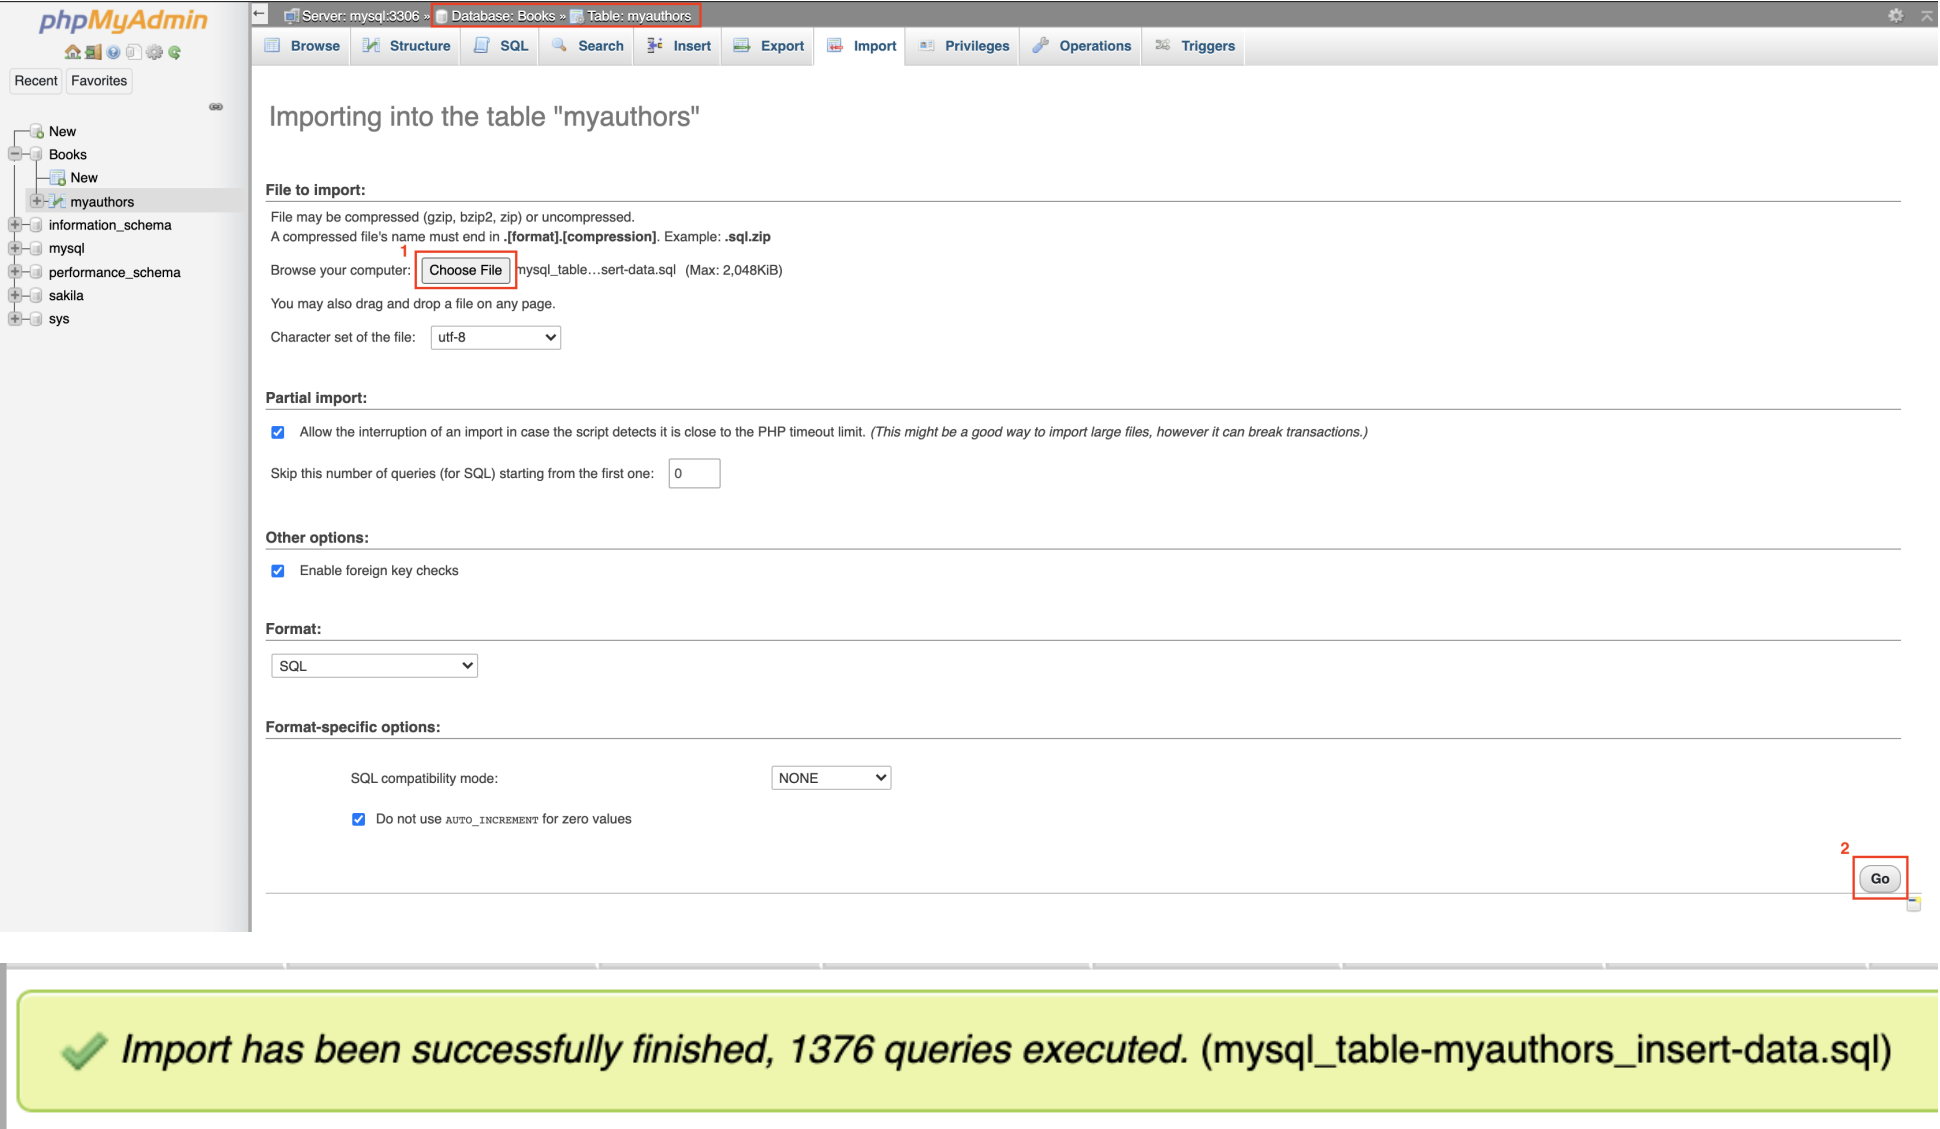 phpMyAdmin
Recent Favorites
New
Books
New
myauthors
information_schema
mysql
performance_schema
sakila
sys
Server: mysql:3306 » Database: Books » Table: myauthors
Browse Structure SQL Search Insert Export Import Privileges Operations Triggers
Importing into the table "myauthors"
File to import:
File may be compressed (gzip, bzip2, zip) or uncompressed.
A compressed file's name must end in .[format].[compression]. Example: .sql.zip
1
Browse your computer: Choose File mysql_table...sert-data.sql (Max: 2,048KiB)
You may also drag and drop a file on any page.
Character set of the file: utf-8
Partial import:
Allow the interruption of an import in case the script detects it is close to the PHP timeout limit. (This might be a good way to import large files, however it can break transactions.)
Skip this number of queries (for SQL) starting from the first one: 0
Other options:
Enable foreign key checks
Format:
SQL
Format-specific options:
SQL compatibility mode: NONE
Do not use AUTO_INCREMENT for zero values
2
Go
Import has been successfully finished, 1376 queries executed. (mysql_table-myauthors_insert-data.sql)